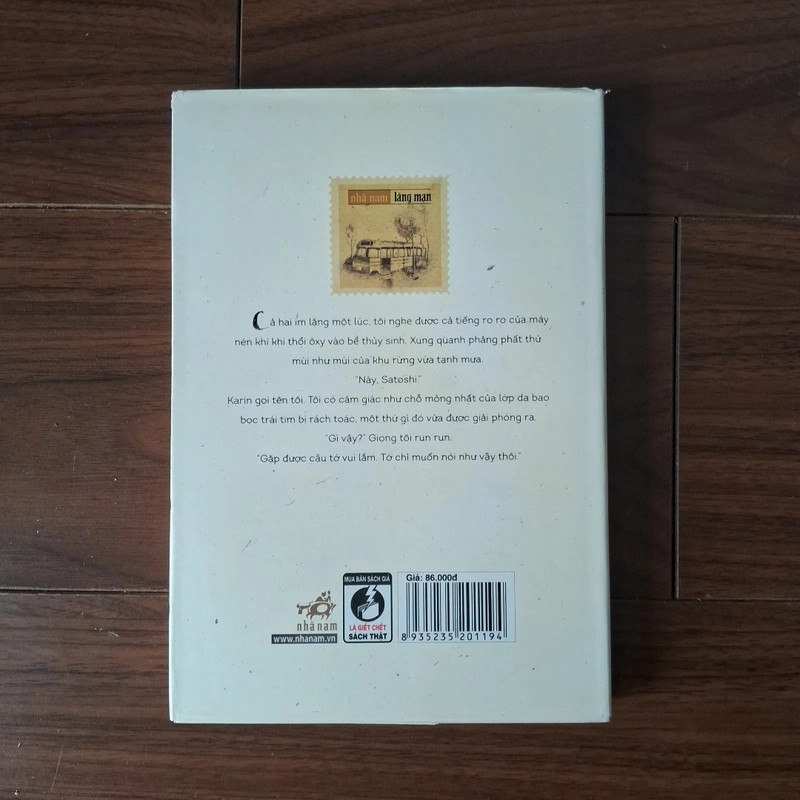 nhã nam lãng mạn
Cả hai im lặng một lúc, tôi nghe được cả tiếng ro ro của máy
nén khí khi thổi ôxy vào bể thủy sinh. Xung quanh phảng phất thứ
mùi như mùi của khu rừng vừa tạnh mưa.
"Này, Satoshi."
Karin gọi tên tôi. Tôi có cảm giác như chỗ mỏng nhất của lớp da bao
bọc trái tim bị rách toác, một thứ gì đó vừa được giải phóng ra.
"Gì vậy?" Giọng tôi run run.
"Gặp được cậu tớ vui lắm. Tớ chỉ muốn nói như vậy thôi."
nhã nam
www.nhanam.vn
MUA BÁN SÁCH GIẢ
LÀ GIẾT CHẾT
SÁCH THẬT
Giá: 86.000đ
8 935235 201194